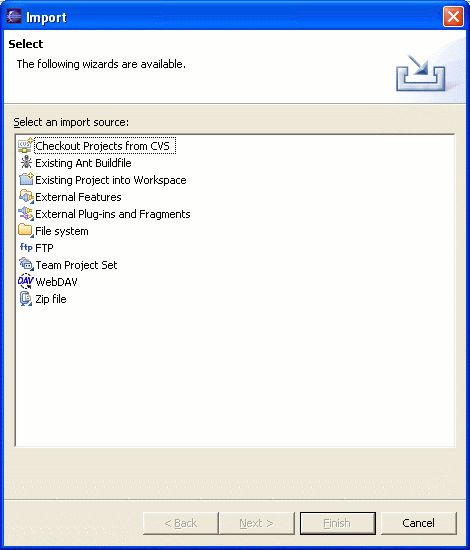 Import
Select
The following wizards are available.
Select an import source:
CVS Checkout Projects from CVS
Existing Ant Buildfile
Existing Project into Workspace
External Features
External Plug-ins and Fragments
File system
ftp FTP
Team Project Set
DAV WebDAV
Zip file
< Back Next > Finish Cancel